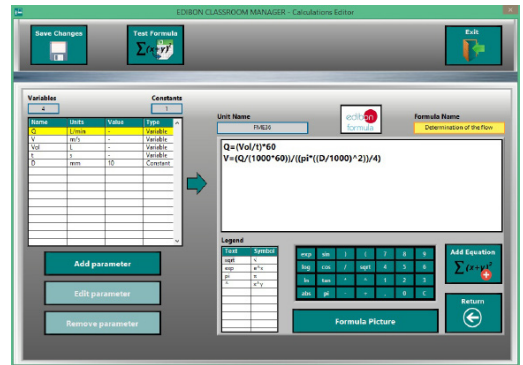 EDIBON CLASSROOM MANAGER - Calculations Editor
Save Changes
Test Formula
∑(x+y)²
Exit
Variables
4
Constants
1
Name Units Value Type
Q L/min - Variable
V m/s - Variable
Vol L - Variable
t s - Variable
D mm 10 Constant
Add parameter
Edit parameter
Remove parameter
Unit Name
edibon
formula
Formula Name
Determination of the flow
Q=(Vol/t)*60
V=(Q/(1000*60))/((pi*((D/1000)^2))/4)
Legend
Text Symbol
sqrt √
exp e^x
pi π
^ x^y
exp sin ) ( 7 8 9
log cos / sqrt 4 5 6
ln tan * ^ 1 2 3
abs pi - + . 0 C
Formula Picture
Add Equation
∑(x+y)²
Return